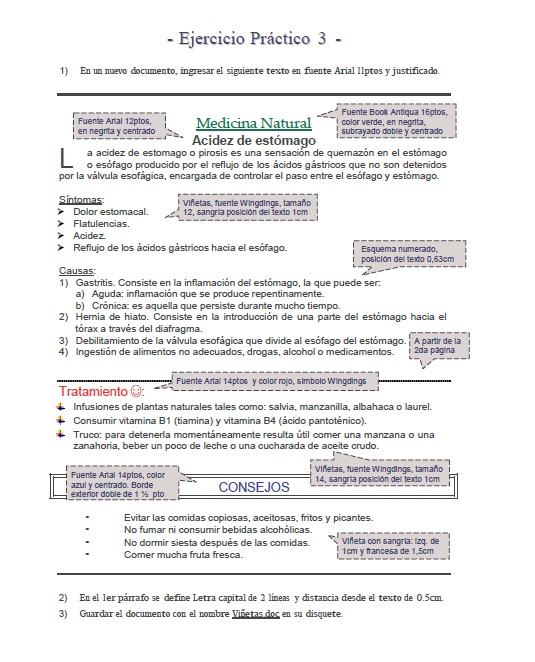 - Ejercicio Práctico 3 -
1) En un nuevo documento, ingresar el siguiente texto en fuente Arial 11ptos y justificado.
Fuente Arial 12ptos,
en negrita y centrado
Fuente Book Antiqua 16ptos,
color verde, en negrita,
subrayado doble y centrado
Medicina Natural
Acidez de estómago
La acidez de estomago o pirosis es una sensación de quemazón en el estómago
o esófago producido por el reflujo de los ácidos gástricos que no son detenidos
por la válvula esofágica, encargada de controlar el paso entre el esófago y estómago.
Síntomas:
Viñetas, fuente Wingdings, tamaño
12, sangría posición del texto 1cm
➤ Dolor estomacal.
➤ Flatulencias.
➤ Acidez.
➤ Reflujo de los ácidos gástricos hacia el esófago.
Esquema numerado,
posición del texto 0,63cm
Causas:
1) Gastritis. Consiste en la inflamación del estómago, la que puede ser:
a) Aguda: inflamación que se produce repentinamente.
b) Crónica: es aquella que persiste durante mucho tiempo.
2) Hernia de hiato. Consiste en la introducción de una parte del estómago hacia el
tórax a través del diafragma.
3) Debilitamiento de la válvula esofágica que divide al esófago del estómago.
4) Ingestión de alimentos no adecuados, drogas, alcohol o medicamentos.
A partir de la
2da página
Fuente Arial 14ptos y color rojo, símbolo Wingdings
Tratamiento ☺:
Infusiones de plantas naturales tales como: salvia, manzanilla, albahaca o laurel.
Consumir vitamina B1 (tiamina) y vitamina B4 (ácido pantoténico).
Truco: para detenerla momentáneamente resulta útil comer una manzana o una
zanahoria, beber un poco de leche o una cucharada de aceite crudo.
Fuente Arial 14ptos, color
azul y centrado. Borde
exterior doble de 1 ½ pto
Viñetas, fuente Wingdings, tamaño
14, sangría posición del texto 1cm
CONSEJOS
- Evitar las comidas copiosas, aceitosas, fritos y picantes.
- No fumar ni consumir bebidas alcohólicas.
- No dormir siesta después de las comidas.
- Comer mucha fruta fresca.
Viñeta con sangría: izq. de
1cm y francesa de 1,5cm
2) En el 1er párrafo se define Letra capital de 2 líneas y distancia desde el texto de 0.5cm.
3) Guardar el documento con el nombre Viñetas.doc en su disquete.